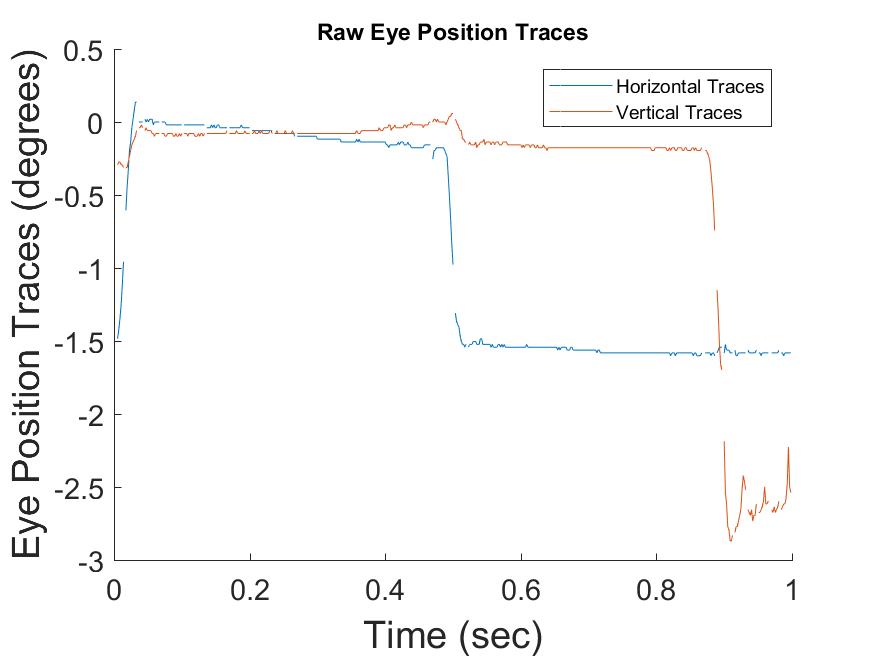 Raw Eye Position Traces
Horizontal Traces
Vertical Traces
Eye Position Traces (degrees)
0.5
0
-0.5
-1
-1.5
-2
-2.5
-3
0 0.2 0.4 0.6 0.8 1
Time (sec)